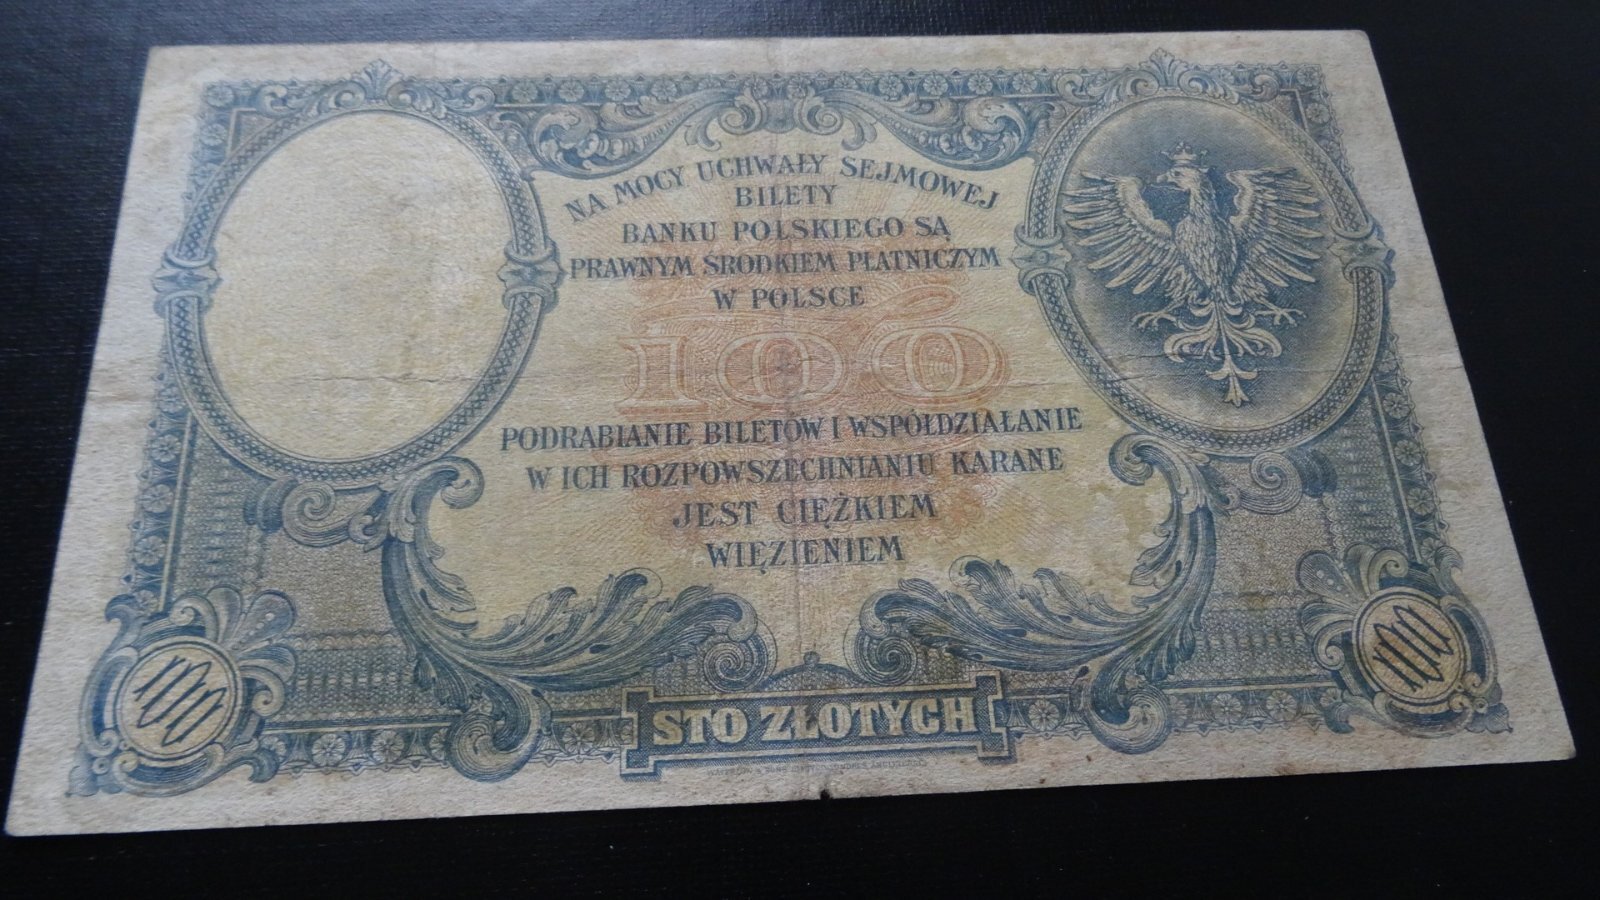 NA MOCY UCHWAŁY SEJMOWEJ
BILETY
BANKU POLSKIEGO SĄ
PRAWNYM ŚRODKIEM PŁATNICZYM
W POLSCE
100
PODRABIANIE BILETÓW I WSPÓŁDZIAŁANIE
W ICH ROZPOWSZECHNIANIU KARANE
JEST CIĘŻKIEM
WIĘZIENIEM
100
100
STO ZŁOTYCH